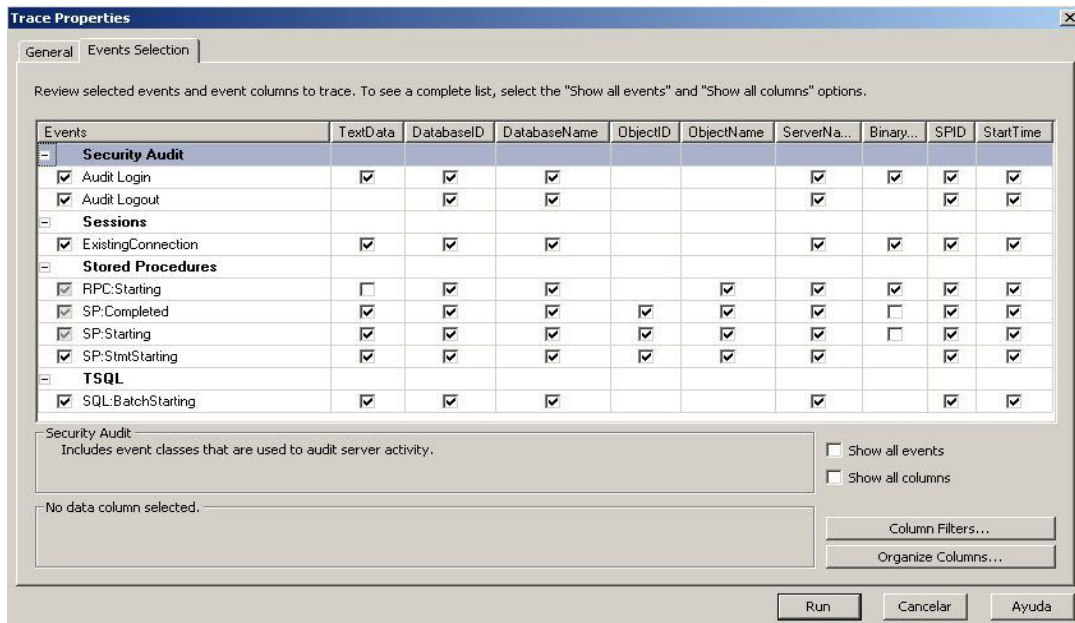 Trace Properties
General Events Selection
Review selected events and event columns to trace. To see a complete list, select the "Show all events" and "Show all columns" options.
Events TextData DatabaseID DatabaseName ObjectID ObjectName ServerNa... Binary... SPID StartTime
Security Audit
Audit Login
Audit Logout
Sessions
ExistingConnection
Stored Procedures
RPC:Starting
SP:Completed
SP:Starting
SP:StmtStarting
TSQL
SQL:BatchStarting
Security Audit
Includes event classes that are used to audit server activity.
Show all events
Show all columns
No data column selected.
Column Filters...
Organize Columns...
Run Cancelar Ayuda